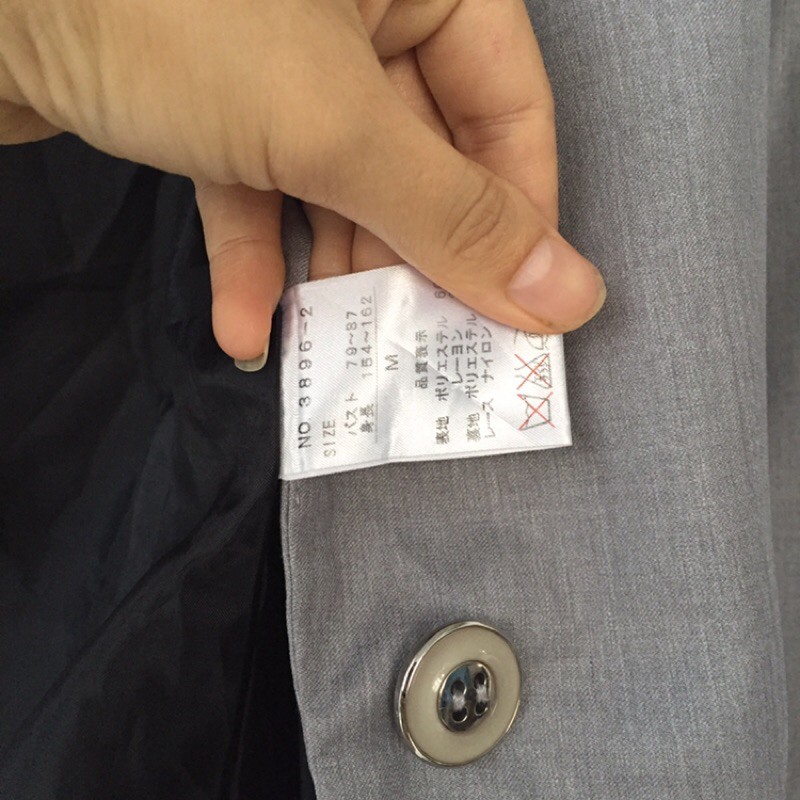 NO 3896-2
SIZE
バスト 79~87
身長 154~162
M
品質表示
表地 ポリエステル
レーヨン
裏地 ポリエステル
レース ナイロン